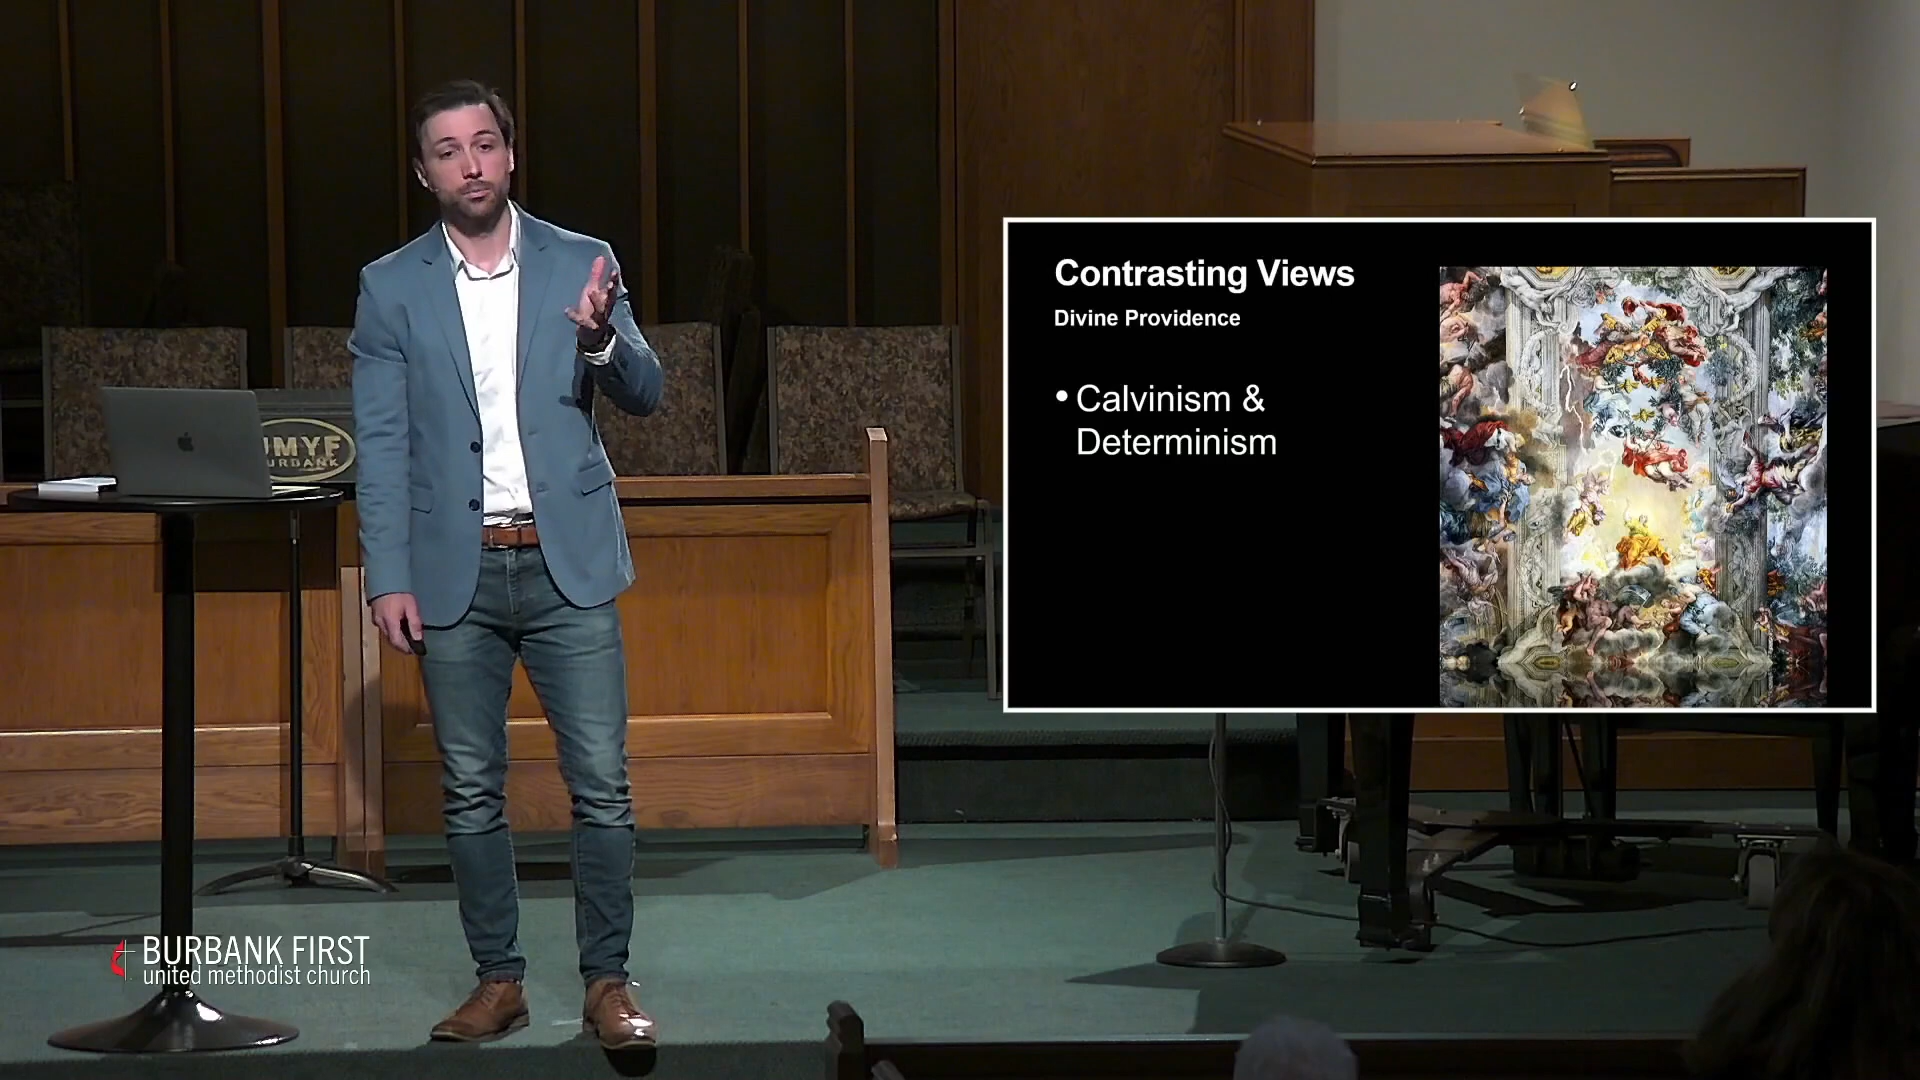 Contrasting Views
Divine Providence
• Calvinism &
Determinism
UMYF
BURBANK
BURBANK FIRST
united methodist church